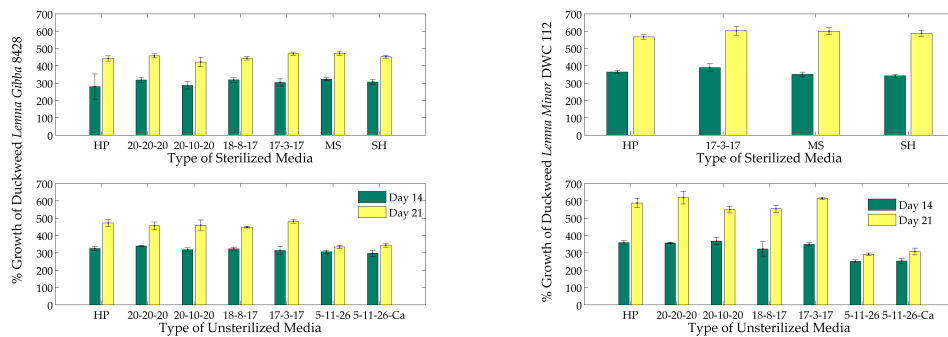 % Growth of Duckweed Lemna Gibba 8428
700
600
500
400
300
200
100
0
HP 20-20-20 20-10-20 18-8-17 17-3-17 MS SH
Type of Sterilized Media
700
600
500
400
300
200
100
0
Day 14
Day 21
HP 20-20-20 20-10-20 18-8-17 17-3-17 5-11-26 5-11-26-Ca
Type of Unsterilized Media
% Growth of Duckweed Lema Minor DWC 112
700
600
500
400
300
200
100
0
HP 17-3-17 MS SH
Type of Sterilized Media
700
600
500
400
300
200
100
0
Day 14
Day 21
HP 20-20-20 20-10-20 18-8-17 17-3-17 5-11-26 5-11-26-Ca
Type of Unsterilized Media